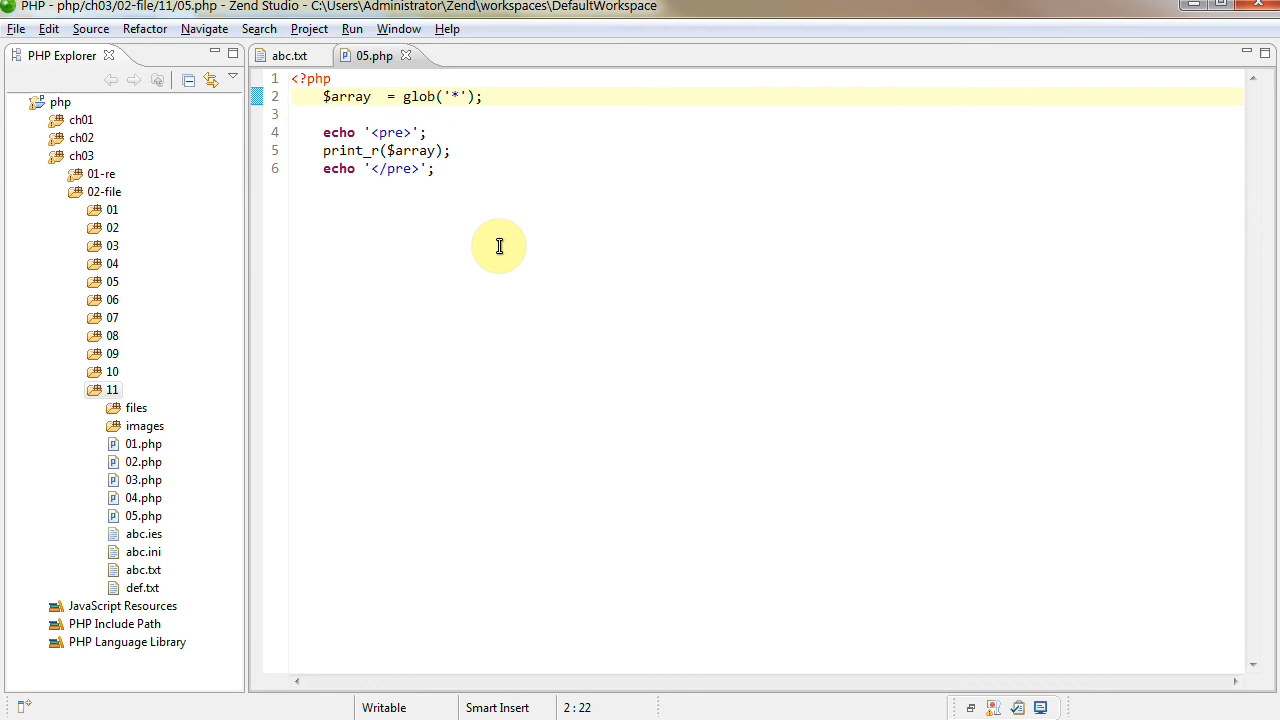 PHP - php/ch03/02-file/11/05.php - Zend Studio - C:\Users\Administrator\Zend\workspaces\DefaultWorkspace
File Edit Source Refactor Navigate Search Project Run Window Help
PHP Explorer
abc.txt
05.php
php
ch01
ch02
ch03
01-re
02-file
01
02
03
04
05
06
07
08
09
10
11
files
images
01.php
02.php
03.php
04.php
05.php
abc.ies
abc.ini
abc.txt
def.txt
JavaScript Resources
PHP Include Path
PHP Language Library
1 <?php
2 $array  = glob('*');
3
4 echo '<pre>';
5 print_r($array);
6 echo '</pre>';
Writable Smart Insert 2 : 22